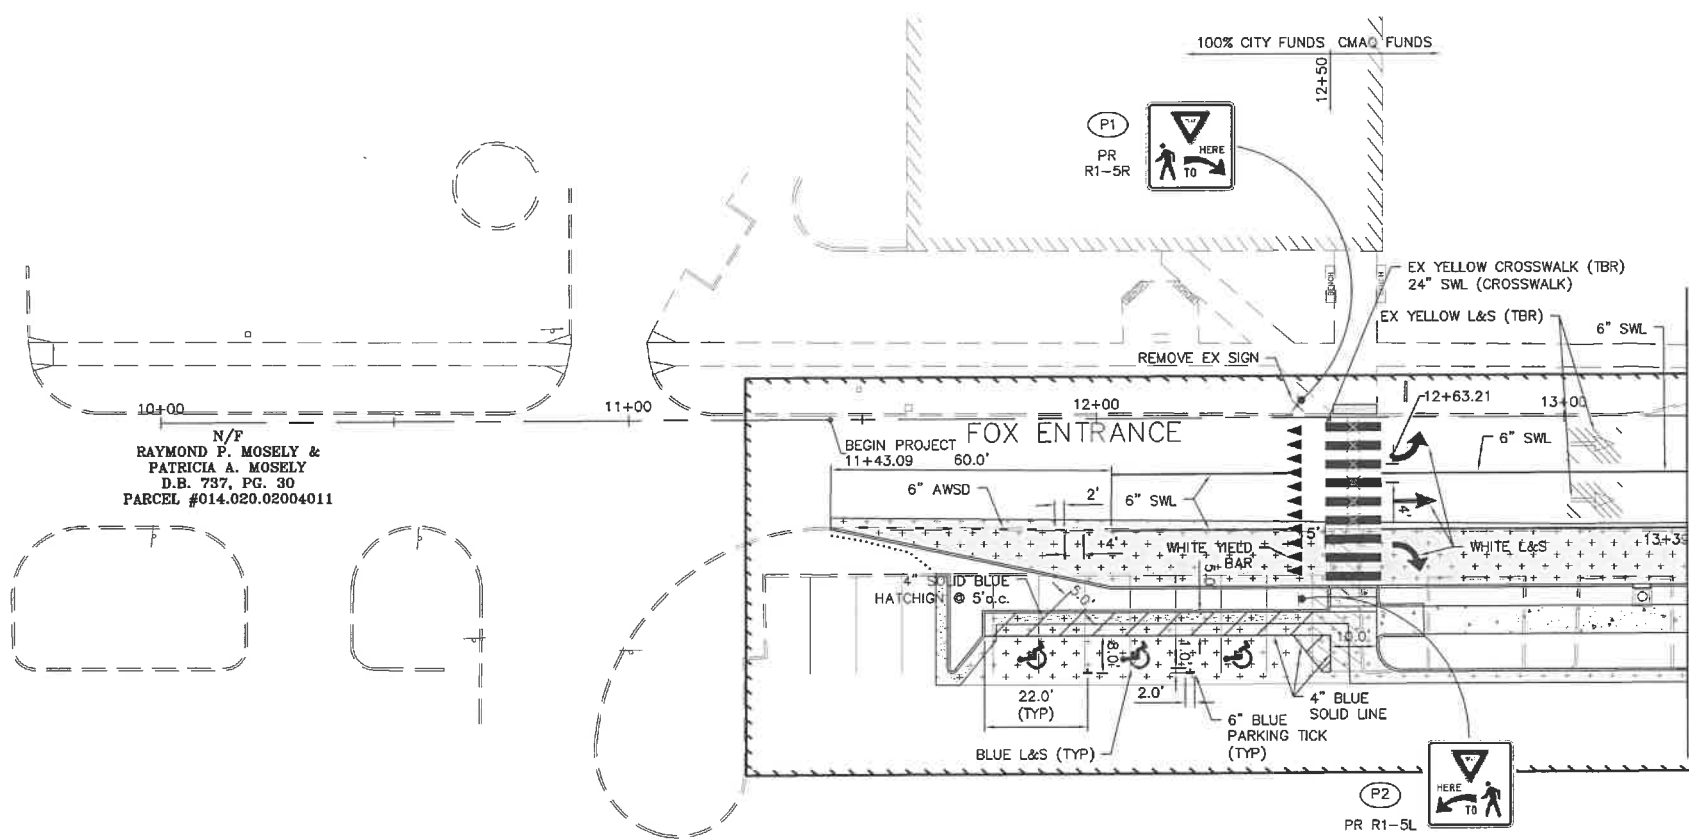 100% CITY FUNDS CMAQ FUNDS
12+50
P1
PR
R1-5R
HERE
TO
BENCH
EX YELLOW CROSSWALK (TBR)
24" SWL (CROSSWALK)
EX YELLOW L&S (TBR)
6" SWL
REMOVE EX SIGN
10+00
11+00
12+00
12+63.21
13+00
N/F
RAYMOND P. MOSELY &
PATRICIA A. MOSELY
D.B. 737, PG. 30
PARCEL #014.020.02004011
BEGIN PROJECT
11+43.09
60.0'
FOX ENTRANCE
6" SWL
6" AWSD
2'
6" SWL
4'
4'
5'
WHITE YIELD
BAR
WHITE L&S
13+39
4" SOLID BLUE
HATCHIGN @ 5'o.c.
5.0'
8.0'
1.0'
10.0'
22.0'
(TYP)
2.0'
4" BLUE
SOLID LINE
6" BLUE
PARKING TICK
(TYP)
BLUE L&S (TYP)
P2
PR R1-5L
HERE
TO